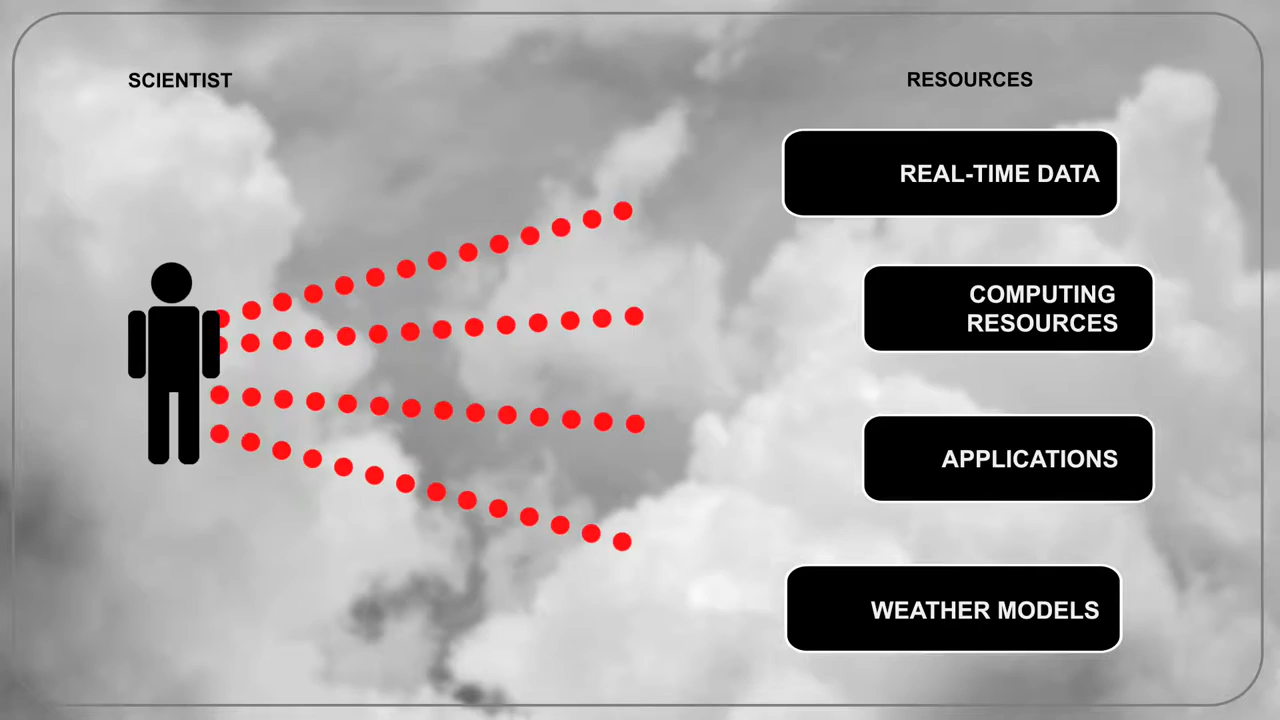 SCIENTIST
RESOURCES
REAL-TIME DATA
COMPUTING
RESOURCES
APPLICATIONS
WEATHER MODELS